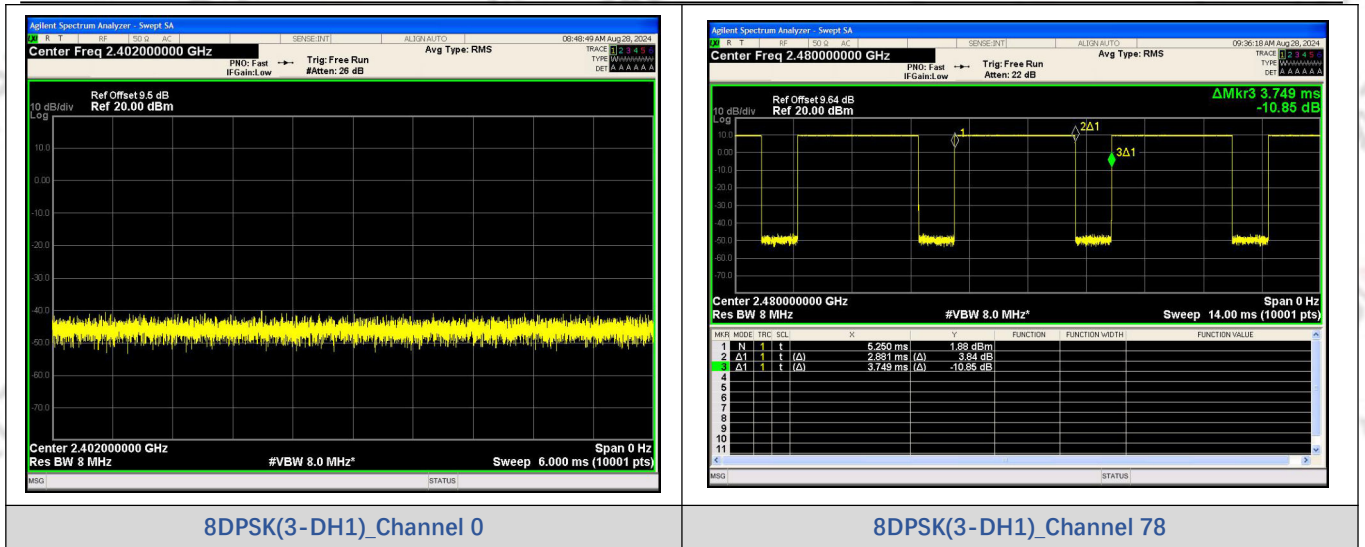 Agilent Spectrum Analyzer - Swept SA
R T RF 50 Ω AC SENSE:INT ALIGN AUTO 08:48:49 AM Aug 28, 2024
Center Freq 2.402000000 GHz Avg Type: RMS TRACE 1 2 3 4 5 6
PNO: Fast Trig: Free Run TYPE
IFGain:Low #Atten: 26 dB DET A A A A A A
Ref Offset 9.5 dB
10 dB/div Ref 20.00 dBm
Log
10.0
0.00
-10.0
-20.0
-30.0
-40.0
-50.0
-60.0
-70.0
Center 2.402000000 GHz Span 0 Hz
Res BW 8 MHz #VBW 8.0 MHz* Sweep 6.000 ms (10001 pts)
MSG STATUS
8DPSK(3-DH1)_Channel 0
Agilent Spectrum Analyzer - Swept SA
R T RF 50 Ω AC SENSE:INT ALIGN AUTO 09:36:18 AM Aug 28, 2024
Center Freq 2.480000000 GHz Avg Type: RMS TRACE 1 2 3 4 5 6
PNO: Fast Trig: Free Run TYPE
IFGain:Low Atten: 22 dB DET A A A A A A
ΔMkr3 3.749 ms
Ref Offset 9.64 dB
10 dB/div Ref 20.00 dBm -10.85 dB
Log
10.0
0.00
-10.0
-20.0
-30.0
-40.0
-50.0
-60.0
-70.0
1
2Δ1
3Δ1
Center 2.480000000 GHz Span 0 Hz
Res BW 8 MHz #VBW 8.0 MHz* Sweep 14.00 ms (10001 pts)
MKR MODE TRC SCL X Y FUNCTION FUNCTION WIDTH FUNCTION VALUE
1 N 1 t 5.250 ms 1.88 dBm
2 Δ1 1 t (Δ) 2.881 ms (Δ) 3.84 dB
3 Δ1 1 t (Δ) 3.749 ms (Δ) -10.85 dB
4
5
6
7
8
9
10
11
MSG STATUS
8DPSK(3-DH1)_Channel 78